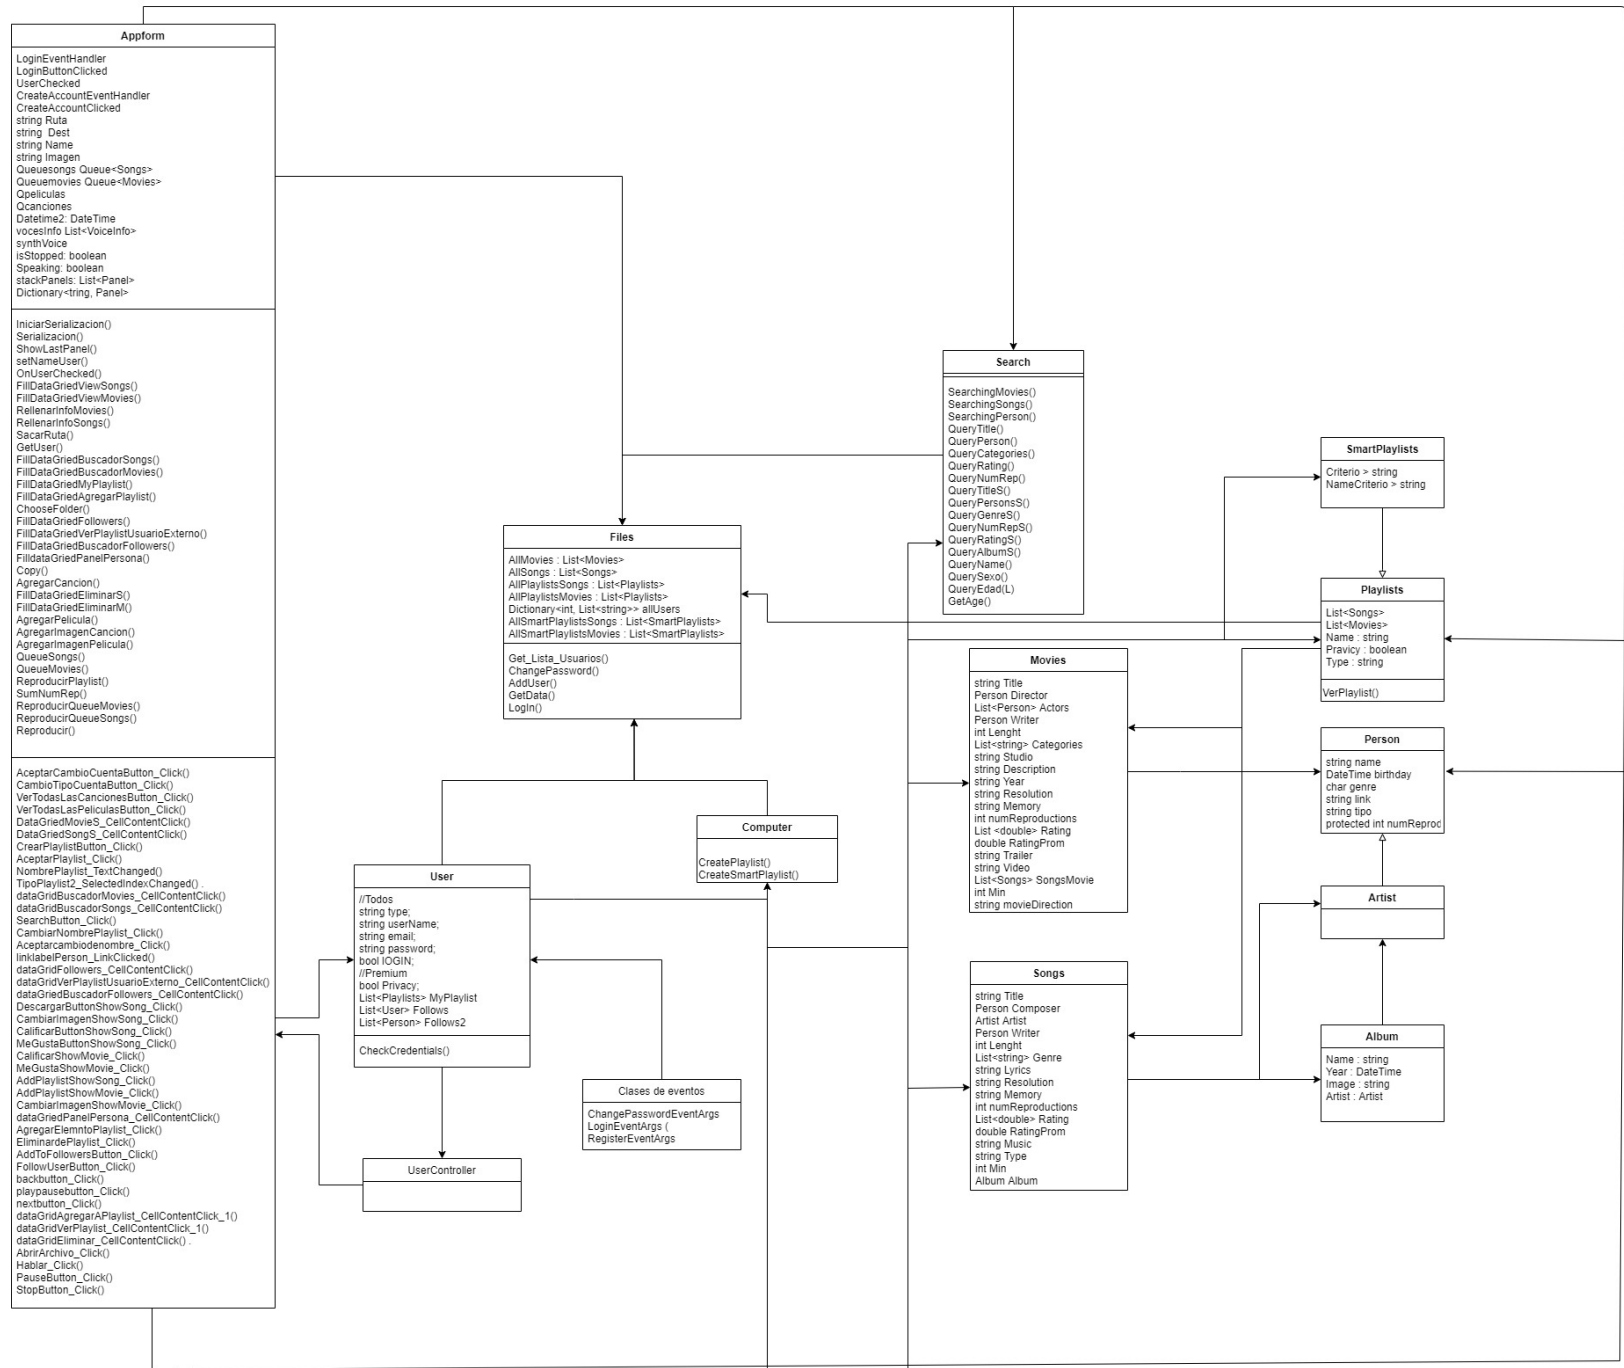 Appform
LoginEventHandler
LoginButtonClicked
UserChecked
CreateAccountEventHandler
CreateAccountClicked
string Ruta
string  Dest
string Name
string Imagen
Queuesongs Queue<Songs>
Queuemovies Queue<Movies>
Qpeliculas
Qcanciones
Datetime2: DateTime
vocesInfo List<VoiceInfo>
synthVoice
isStopped: boolean
Speaking: boolean
stackPanels: List<Panel>
Dictionary<tring, Panel>
IniciarSerializacion()
Serializacion()
ShowLastPanel()
setNameUser()
OnUserChecked()
FillDataGriedViewSongs()
FillDataGriedViewMovies()
RellenarInfoMovies()
RellenarInfoSongs()
SacarRuta()
GetUser()
FillDataGriedBuscadorSongs()
FillDataGriedBuscadorMovies()
FillDataGriedMyPlaylist()
FillDataGriedAgregarPlaylist()
ChooseFolder()
FillDataGriedFollowers()
FillDataGriedVerPlaylistUsuarioExterno()
FillDataGriedBuscadorFollowers()
FilldataGriedPanelPersona()
Copy()
AgregarCancion()
FillDataGriedEliminarS()
FillDataGriedEliminarM()
AgregarPelicula()
AgregarImagenCancion()
AgregarImagenPelicula()
QueueSongs()
QueueMovies()
ReproducirPlaylist()
SumNumRep()
ReproducirQueueMovies()
ReproducirQueueSongs()
Reproducir()
AceptarCambioCuentaButton_Click()
CambioTipoCuentaButton_Click()
VerTodasLasCancionesButton_Click()
VerTodasLasPeliculasButton_Click()
DataGriedMovieS_CellContentClick()
DataGriedSongS_CellContentClick()
CrearPlaylistButton_Click()
AceptarPlaylist_Click()
NombrePlaylist_TextChanged()
TipoPlaylist2_SelectedIndexChanged() .
dataGridBuscadorMovies_CellContentClick()
dataGridBuscadorSongs_CellContentClick()
SearchButton_Click()
CambiarNombrePlaylist_Click()
Aceptarcambiodenombre_Click()
linklabelPerson_LinkClicked()
dataGridFollowers_CellContentClick()
dataGridVerPlaylistUsuarioExterno_CellContentClick()
dataGriedBuscadorFollowers_CellContentClick()
DescargarButtonShowSong_Click()
CambiarImagenShowSong_Click()
CalificarButtonShowSong_Click()
MeGustaButtonShowSong_Click()
CalificarShowMovie_Click()
MeGustaShowMovie_Click()
AddPlaylistShowSong_Click()
AddPlaylistShowMovie_Click()
CambiarImagenShowMovie_Click()
dataGriedPanelPersona_CellContentClick()
AgregarElemntoPlaylist_Click()
EliminardePlaylist_Click()
AddToFollowersButton_Click()
FollowUserButton_Click()
backbutton_Click()
playpausebutton_Click()
nextbutton_Click()
dataGridAgregarAPlaylist_CellContentClick_1()
dataGridVerPlaylist_CellContentClick_1()
dataGridEliminar_CellContentClick() .
AbrirArchivo_Click()
Hablar_Click()
PauseButton_Click()
StopButton_Click()
Files
AllMovies : List<Movies>
AllSongs : List<Songs>
AllPlaylistsSongs : List<Playlists>
AllPlaylistsMovies : List<Playlists>
Dictionary<int, List<string>> allUsers
AllSmartPlaylistsSongs : List<SmartPlaylists>
AllSmartPlaylistsMovies : List<SmartPlaylists>
Get_Lista_Usuarios()
ChangePassword()
AddUser()
GetData()
LogIn()
Computer
CreatePlaylist()
CreateSmartPlaylist()
User
//Todos
string type;
string userName;
string email;
string password;
bool lOGIN;
//Premium
bool Privacy;
List<Playlists> MyPlaylist
List<User> Follows
List<Person> Follows2
CheckCredentials()
Clases de eventos
ChangePasswordEventArgs
LoginEventArgs (
RegisterEventArgs
UserController
Search
SearchingMovies()
SearchingSongs()
SearchingPerson()
QueryTitle()
QueryPerson()
QueryCategories()
QueryRating()
QueryNumRep()
QueryTitleS()
QueryPersonsS()
QueryGenreS()
QueryNumRepS()
QueryRatingS()
QueryAlbumS()
QueryName()
QuerySexo()
QueryEdad(L)
GetAge()
Movies
string Title
Person Director
List<Person> Actors
Person Writer
int Lenght
List<string> Categories
string Studio
string Description
string Year
string Resolution
string Memory
int numReproductions
List <double> Rating
double RatingProm
string Trailer
string Video
List<Songs> SongsMovie
int Min
string movieDirection
Songs
string Title
Person Composer
Artist Artist
Person Writer
int Lenght
List<string> Genre
string Lyrics
string Resolution
string Memory
int numReproductions
List<double> Rating
double RatingProm
string Music
string Type
int Min
Album Album
SmartPlaylists
Criterio > string
NameCriterio > string
Playlists
List<Songs>
List<Movies>
Name : string
Pravicy : boolean
Type : string
VerPlaylist()
Person
string name
DateTime birthday
char genre
string link
string tipo
protected int numReprod
Artist
Album
Name : string
Year : DateTime
Image : string
Artist : Artist